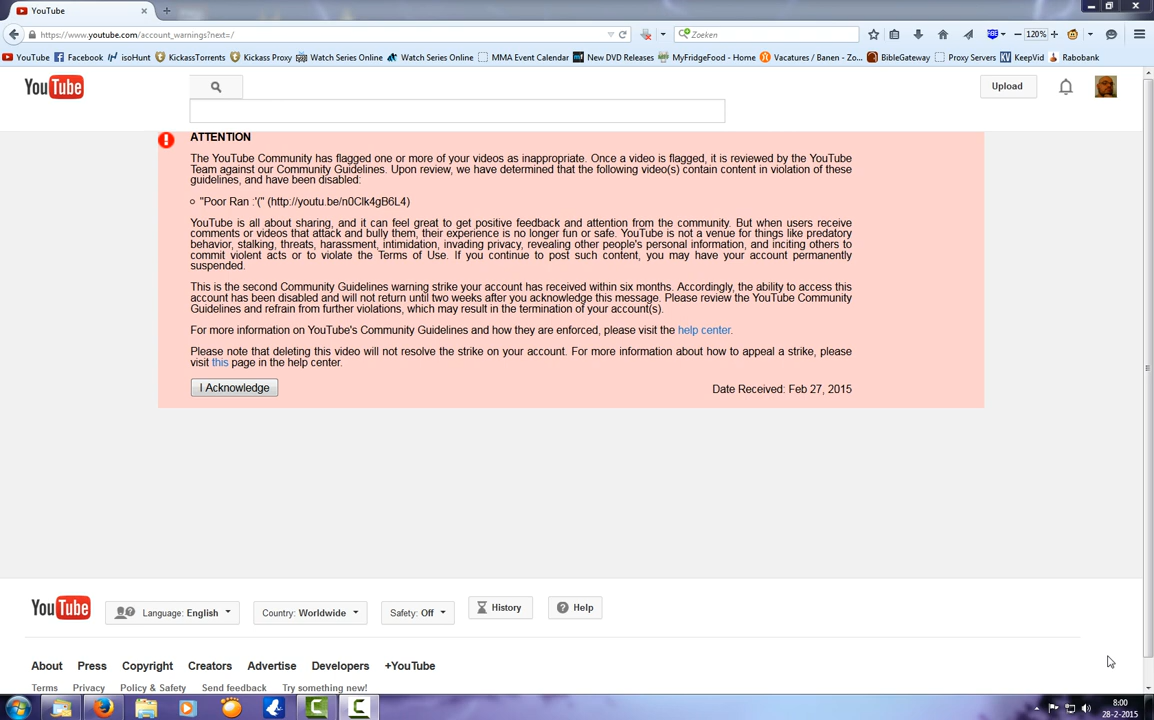 YouTube
https://www.youtube.com/account_warnings?next=/
Zoeken
120%
YouTube Facebook isoHunt KickassTorrents Kickass Proxy Watch Series Online Watch Series Online MMA Event Calendar New DVD Releases MyFridgeFood - Home Vacatures / Banen - Zo... BibleGateway Proxy Servers KeepVid Rabobank
YouTube
Upload
ATTENTION
The YouTube Community has flagged one or more of your videos as inappropriate. Once a video is flagged, it is reviewed by the YouTube
Team against our Community Guidelines. Upon review, we have determined that the following video(s) contain content in violation of these
guidelines, and have been disabled:
"Poor Ran :'(" (http://youtu.be/n0Clk4gB6L4)
YouTube is all about sharing, and it can feel great to get positive feedback and attention from the community. But when users receive
comments or videos that attack and bully them, their experience is no longer fun or safe. YouTube is not a venue for things like predatory
behavior, stalking, threats, harassment, intimidation, invading privacy, revealing other people's personal information, and inciting others to
commit violent acts or to violate the Terms of Use. If you continue to post such content, you may have your account permanently
suspended.
This is the second Community Guidelines warning strike your account has received within six months. Accordingly, the ability to access this
account has been disabled and will not return until two weeks after you acknowledge this message. Please review the YouTube Community
Guidelines and refrain from further violations, which may result in the termination of your account(s).
For more information on YouTube's Community Guidelines and how they are enforced, please visit the help center.
Please note that deleting this video will not resolve the strike on your account. For more information about how to appeal a strike, please
visit this page in the help center.
I Acknowledge
Date Received: Feb 27, 2015
YouTube
Language: English
Country: Worldwide
Safety: Off
History
Help
About Press Copyright Creators Advertise Developers +YouTube
Terms Privacy Policy & Safety Send feedback Try something new!
8:00
28-2-2015